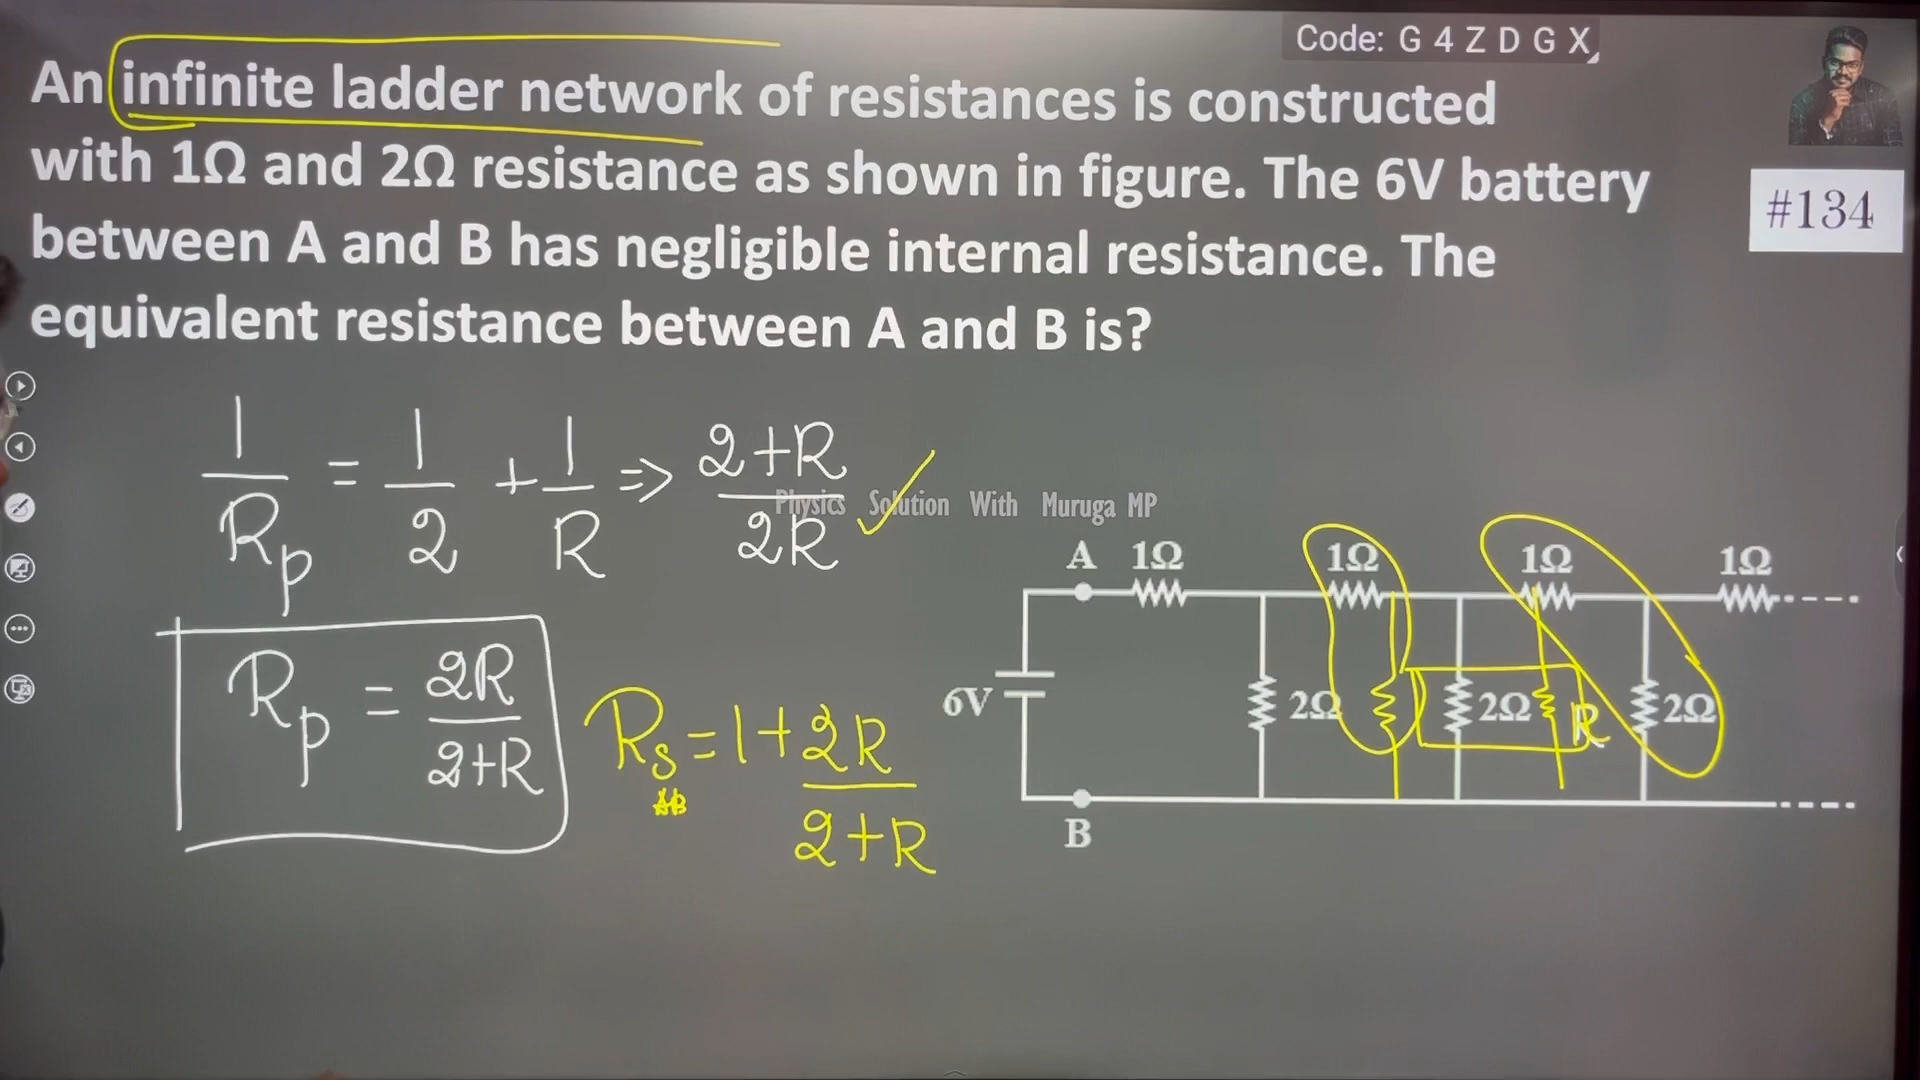 Code: G 4 Z D G X
An infinite ladder network of resistances is constructed
with 1Ω and 2Ω resistance as shown in figure. The 6V battery
#134
between A and B has negligible internal resistance. The
equivalent resistance between A and B is?
1/Rp = 1/2 + 1/R => 2+R/2R ✓
Physics Solution With Muruga MP
A 1Ω 1Ω 1Ω 1Ω
Rp = 2R/2+R
Rs = 1+2R/2+R
AB
6V 2Ω 2Ω R 2Ω
B